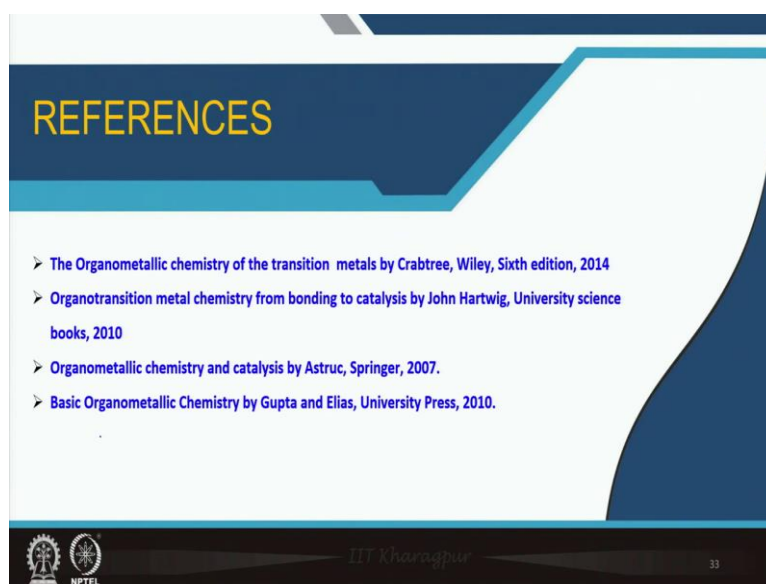 REFERENCES
➢ The Organometallic chemistry of the transition metals by Crabtree, Wiley, Sixth edition, 2014
➢ Organotransition metal chemistry from bonding to catalysis by John Hartwig, University science
books, 2010
➢ Organometallic chemistry and catalysis by Astruc, Springer, 2007.
➢ Basic Organometallic Chemistry by Gupta and Elias, University Press, 2010.
.
IIT Kharagpur
33
NPTEL